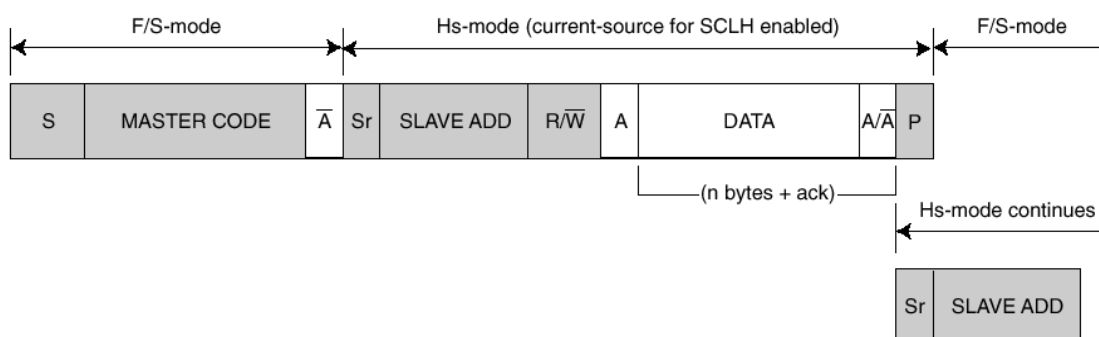 F/S-mode Hs-mode (current-source for SCLH enabled) F/S-mode
S MASTER CODE A̅ Sr SLAVE ADD R/W̅ A DATA A/A̅ P
(n bytes + ack)
Hs-mode continues
Sr SLAVE ADD